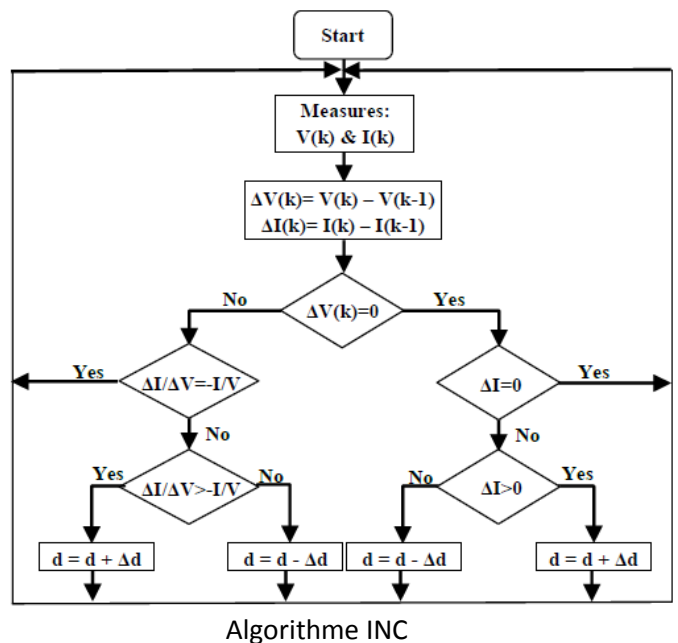 Start
Measures:
V(k) & I(k)
ΔV(k)= V(k) – V(k-1)
ΔI(k)= I(k) – I(k-1)
No
ΔV(k)=0
Yes
Yes
ΔI/ΔV=-I/V
ΔI=0
Yes
No
No
Yes
ΔI/ΔV>-I/V
No
No
ΔI>0
Yes
d = d + Δd
d = d - Δd
d = d - Δd
d = d + Δd
Algorithme INC